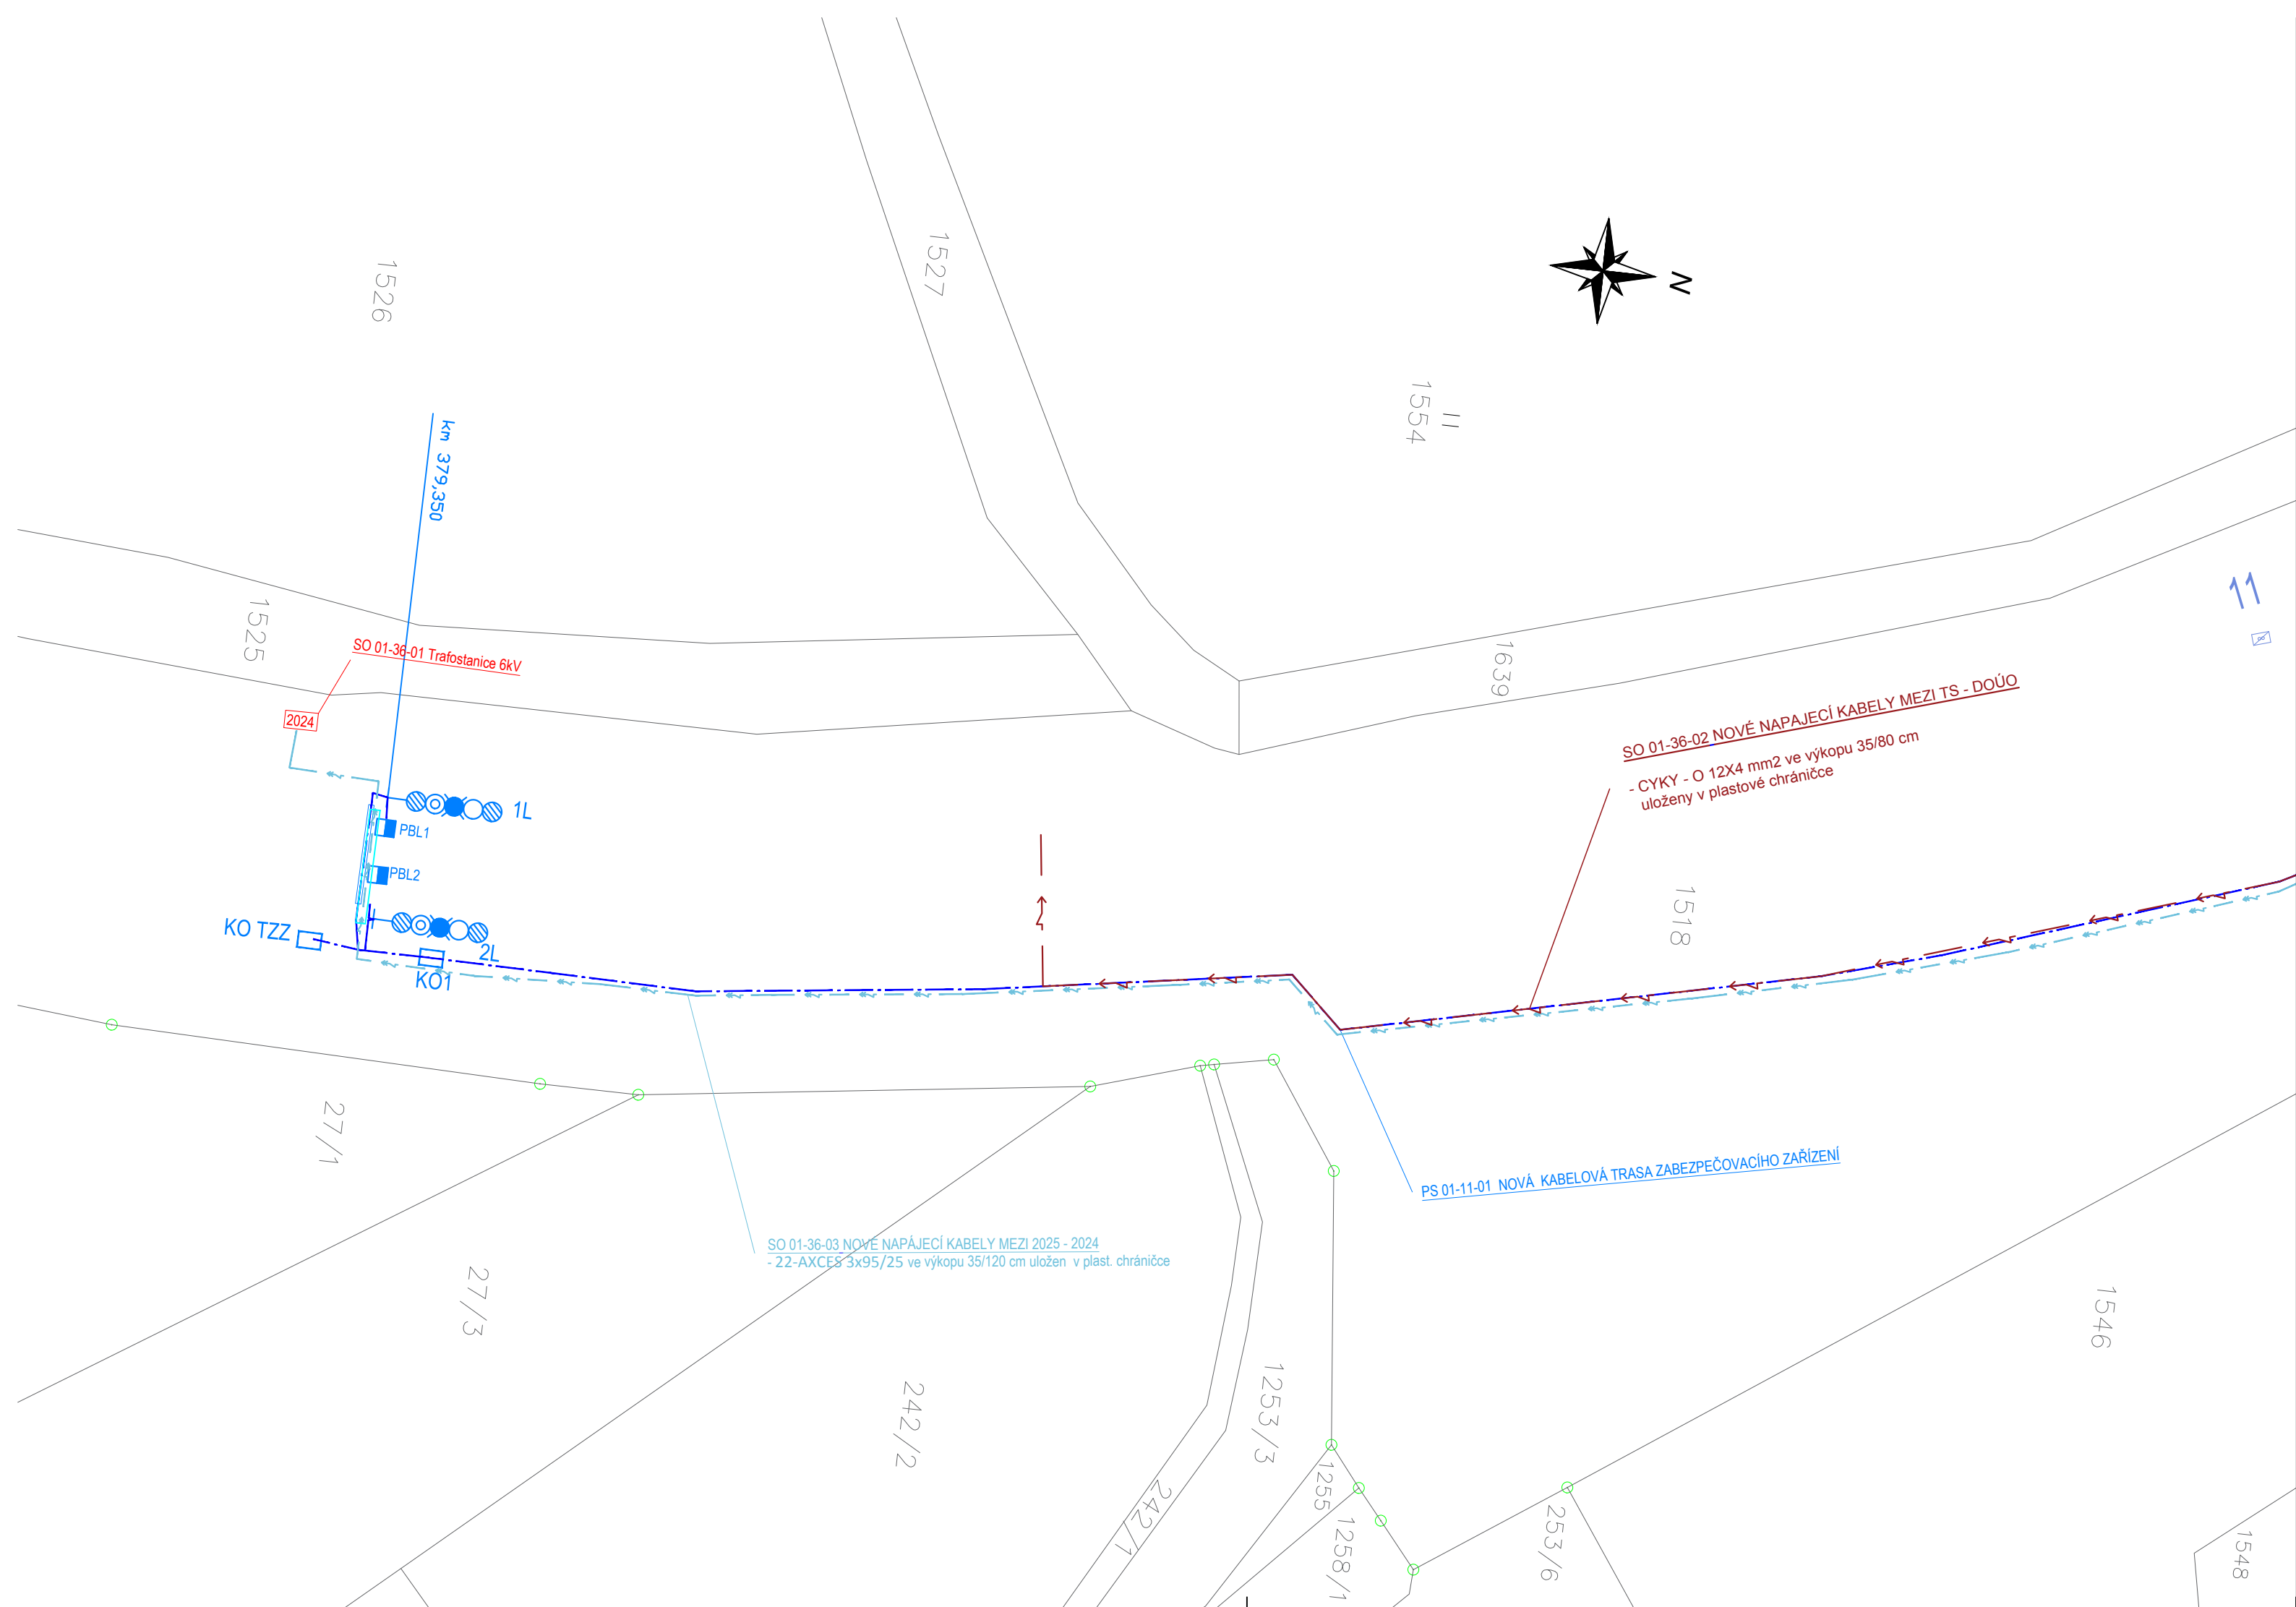 1526
1527
N
1554
II
km 379,350
11
1525
SO 01-36-01 Trafostanice 6kV
1639
2024
SO 01-36-02 NOVÉ NAPAJECÍ KABELY MEZI TS - DOÚO
- CYKY - O 12X4 mm2 ve výkopu 35/80 cm
uloženy v plastové chráničce
1L
PBL1
PBL2
1518
KO TZZ
2L
KO1
27/1
PS 01-11-01 NOVÁ KABELOVÁ TRASA ZABEZPEČOVACÍHO ZAŘÍZENÍ
SO 01-36-03 NOVÉ NAPÁJECÍ KABELY MEZI 2025 - 2024
- 22-AXCES 3x95/25 ve výkopu 35/120 cm uložen v plast. chráničce
27/3
1546
242/2
1253/3
1255
242/1
1258/1
253/6
1548